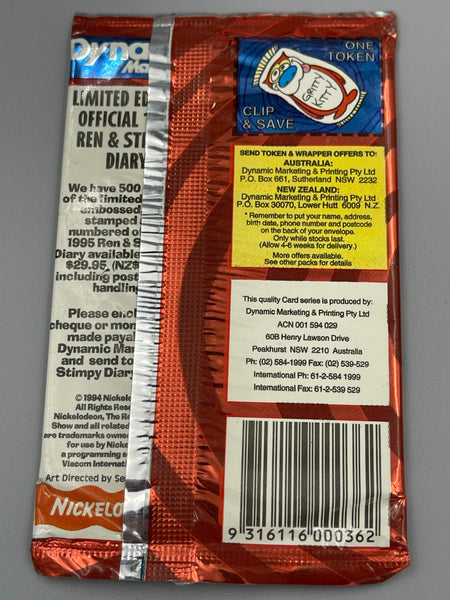 Dyna
Ma
LIMITED ED
OFFICIAL 1
REN & STI
DIARY
We have 500
of the limited
embossed
stamped
numbered o
1995 Ren & S
Diary available
$29.95, (NZ$
including post
handling
Please encl
cheque or mon
made payal
Dynamic Mar
and send to
Stimpy Diary
© 1994 Nickelo
All Rights Rese
Nickelodeon, The R
Show and all related
are trademarks owne
for use by Nicke
a programming s
Viacom Internati
Art Directed by Se
NICKELO
ONE
TOKEN
GRITTY
KITTY
CLIP
& SAVE
SEND TOKEN & WRAPPER OFFERS TO:
AUSTRALIA:
Dynamic Marketing & Printing Pty Ltd
P.O. Box 661, Sutherland NSW 2232
NEW ZEALAND:
Dynamic Marketing & Printing Pty Ltd
P.O. BOX 30070, Lower Hutt 6009 N.Z.
* Remember to put your name, address,
birth date, phone number and postcode
on the back of your envelope.
Only while stocks last.
(Allow 4-6 weeks for delivery.)
More offers available.
See other packs for details
This quality Card series is produced by:
Dynamic Marketing & Printing Pty Ltd
ACN 001 594 029
60B Henry Lawson Drive
Peakhurst NSW 2210 Australia
Ph: (02) 584-1999 Fax: (02) 539-529
International Ph: 61-2-584 1999
International Fax: 61-2-539 529
9 316116 000362